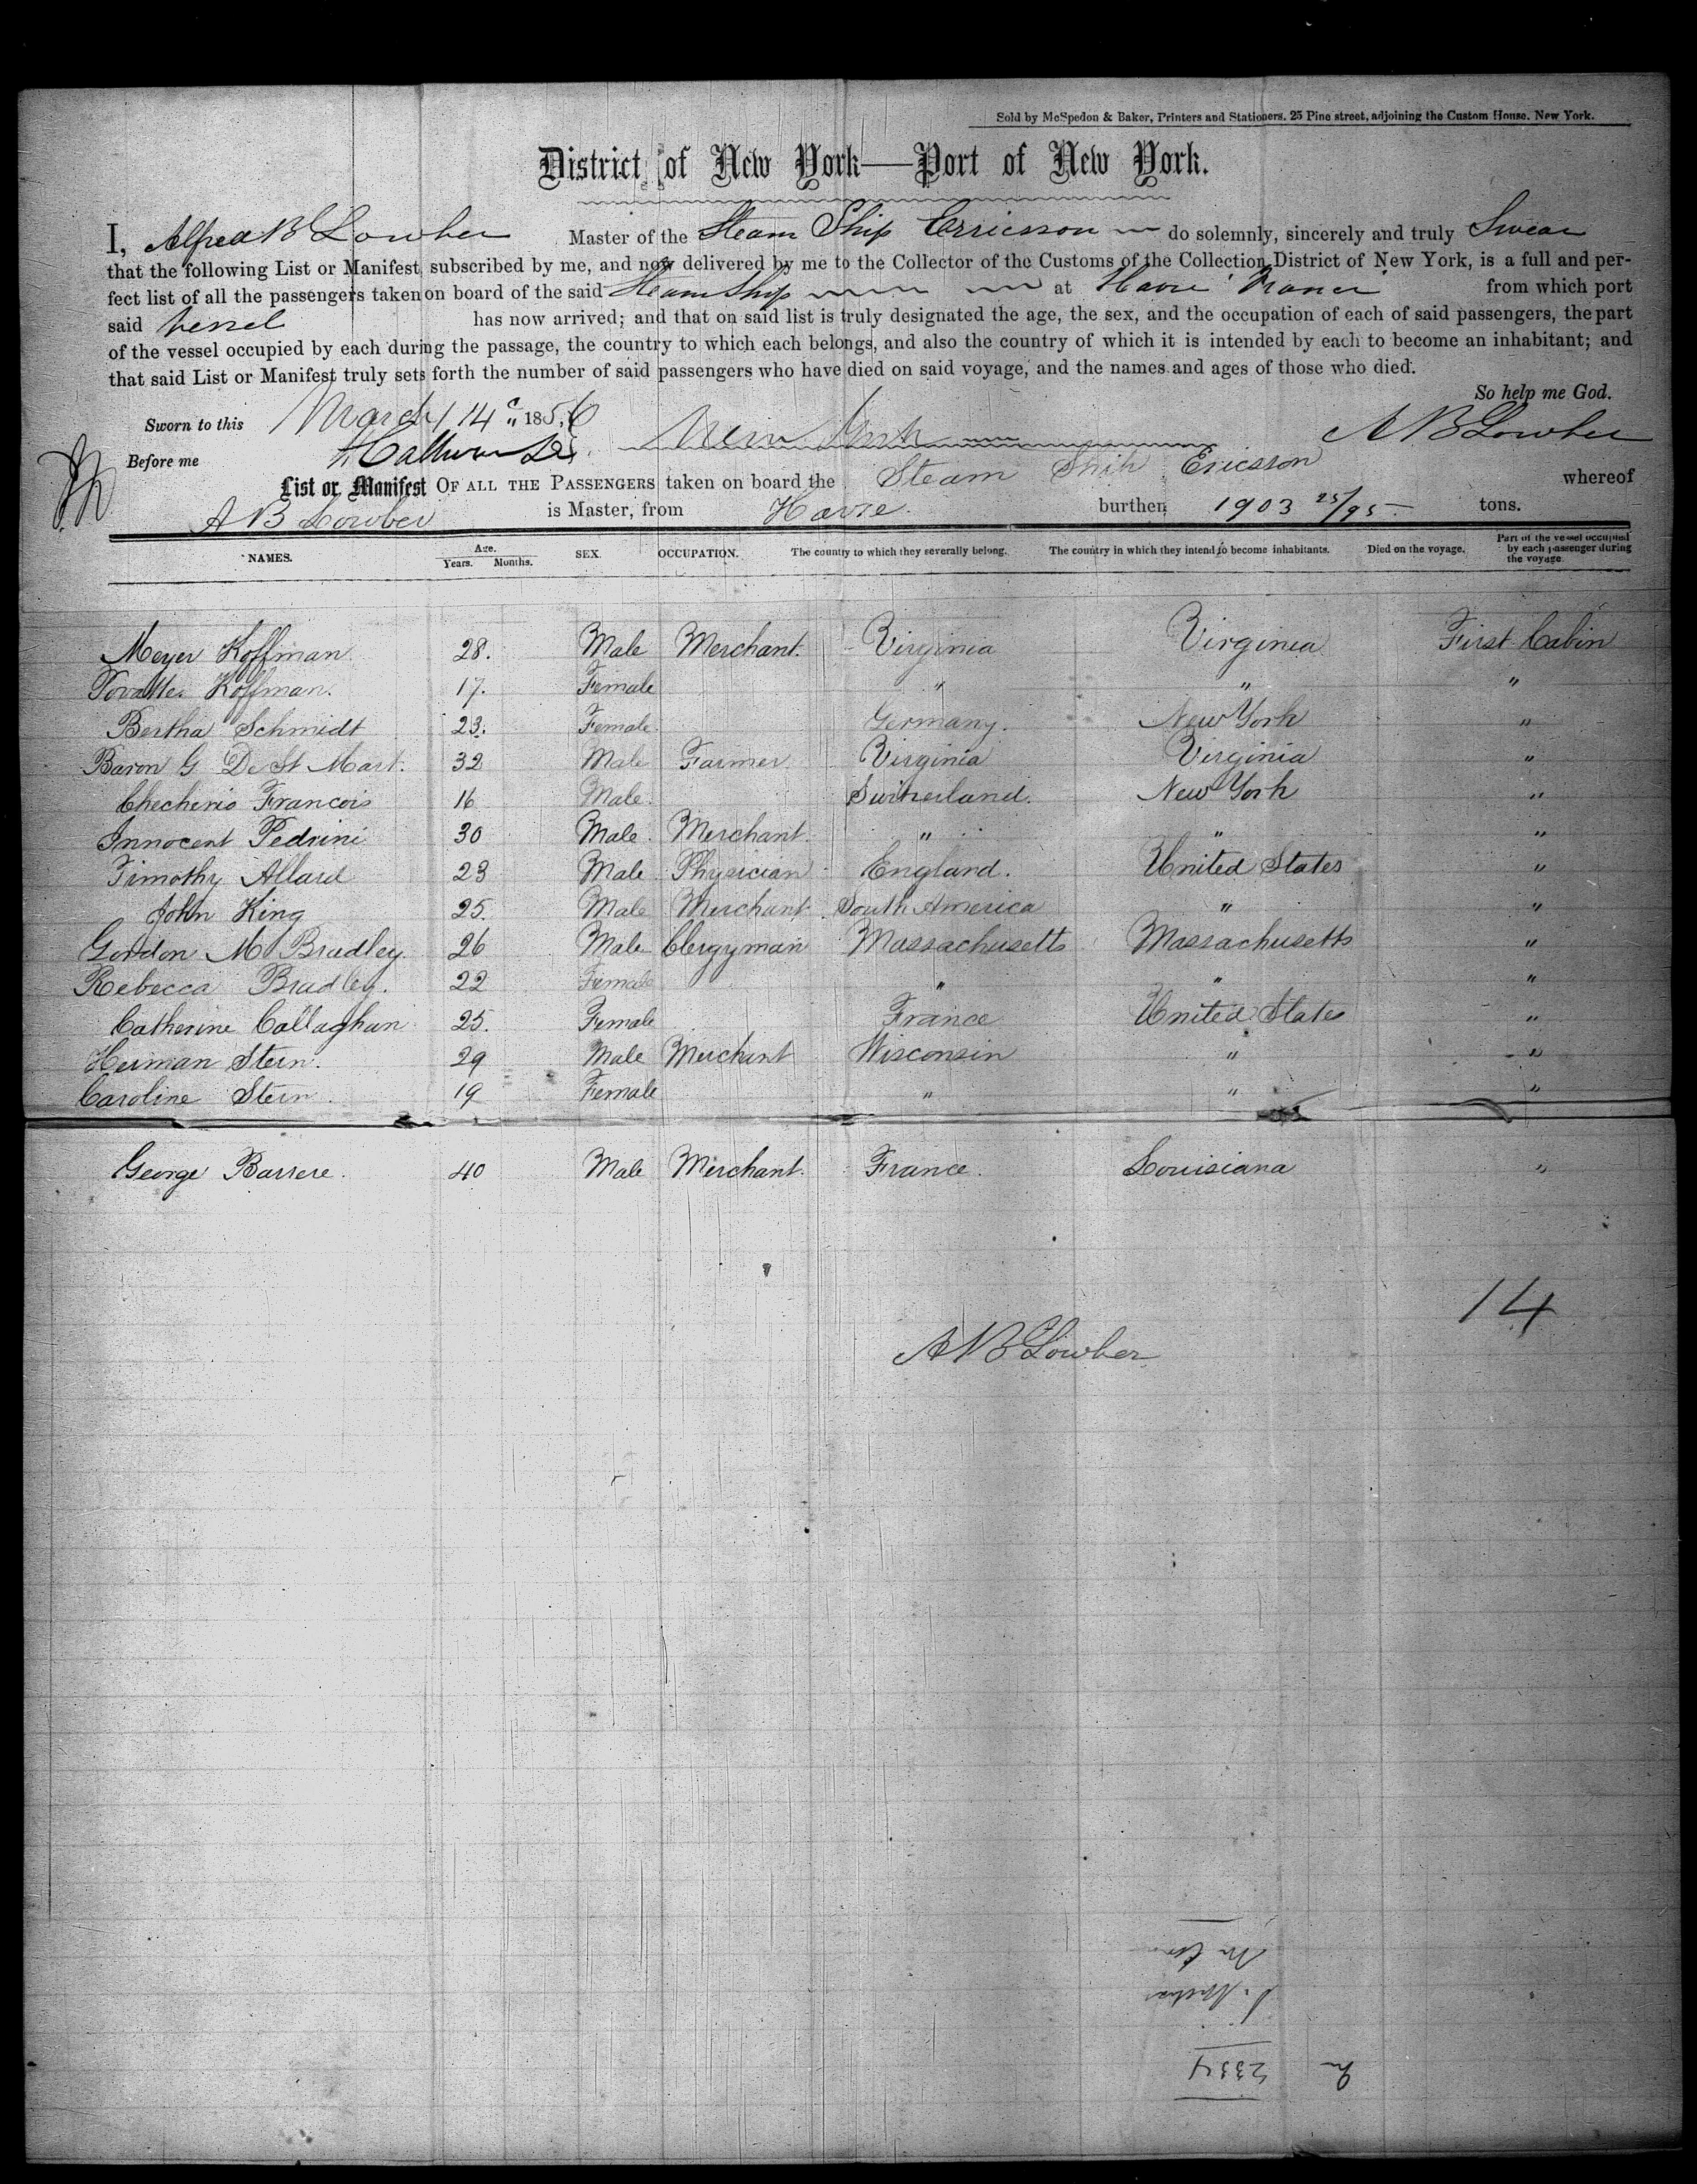 Sold by McSpedon & Baker, Printers and Stationers. 25 Pine street, adjoining the Custom House. New York.
District of New York—Port of New York.
I, Alfred B Lowber Master of the Steam Ship Erricsson do solemnly, sincerely and truly Swear
that the following List or Manifest, subscribed by me, and now delivered by me to the Collector of the Customs of the Collection District of New York, is a full and per-
fect list of all the passengers taken on board of the said Steam Ship at Havre France from which port
said Vessel has now arrived; and that on said list is truly designated the age, the sex, and the occupation of each of said passengers, the part
of the vessel occupied by each during the passage, the country to which each belongs, and also the country of which it is intended by each to become an inhabitant; and
that said List or Manifest truly sets forth the number of said passengers who have died on said voyage, and the names and ages of those who died.
So help me God.
Sworn to this March 14 1856 New York A B Lowber
Before me
List or Manifest OF ALL THE PASSENGERS taken on board the Steam Ship Ericsson whereof
A B Lowber is Master, from Havre. burthen 1903 25/95 tons.
NAMES. Age. Years. Months. SEX. OCCUPATION. The country to which they severally belong. The country in which they intend to become inhabitants. Died on the voyage. Part of the vessel occupied by each passenger during the voyage.
Meyer Koffman 28. Male Merchant. Virginia Virginia First Cabin
Koffman. 17. Female " " "
Bertha Schmidt 23. Female. Germany. New York "
Baron G De St Mart. 32 Male Farmer Virginia Virginia "
Checherio Francois 16 Male. Switherland. New York "
Innocent Pedrini 30 Male. Merchant. " " "
Timothy Allard 23 Male Physician England. United States "
John King 25. Male Merchant South America " "
Gordon M Bradley. 26 Male Clergyman Massachusetts Massachusetts "
Rebecca Bradley. 22 Female " " "
Catherine Callaghan 25. Female France United States "
Herman Stern. 29 Male Merchant Wisconsin " "
Caroline Stern. 19 Female " " "
George Barrere. 40 Male Merchant. France. Louisiana "
14
A B Lowber
2334